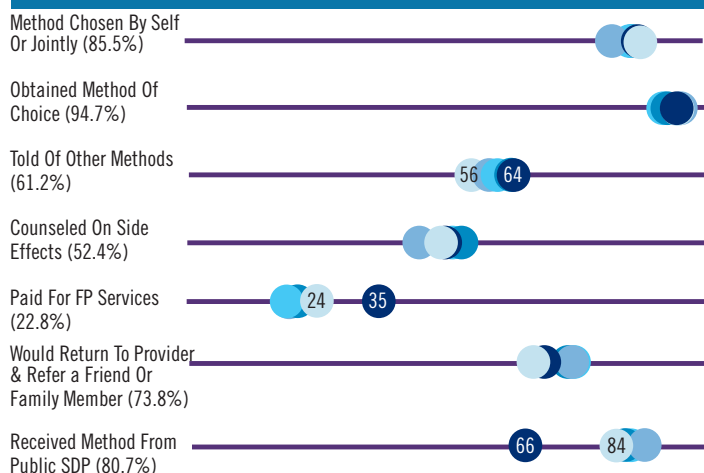 Method Chosen By Self
Or Jointly (85.5%)
Obtained Method Of
Choice (94.7%)
Told Of Other Methods
(61.2%)
56 64
Counseled On Side
Effects (52.4%)
Paid For FP Services
(22.8%)
24 35
Would Return To Provider
& Refer a Friend Or
Family Member (73.8%)
Received Method From
Public SDP (80.7%)
66 84